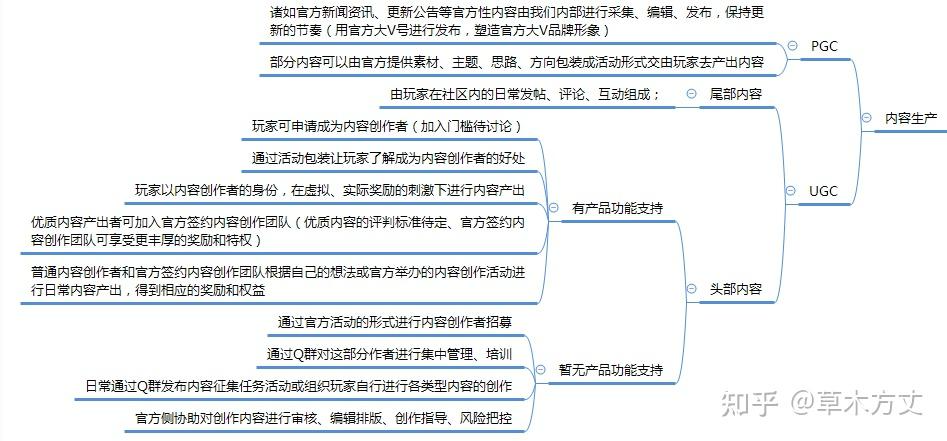 诸如官方新闻资讯、更新公告等官方性内容由我们内部进行采集、编辑、发布，保持更
新的节奏（用官方大V号进行发布，塑造官方大V品牌形象）
PGC
部分内容可以由官方提供素材、主题、思路、方向包装成活动形式交由玩家去产出内容
由玩家在社区内的日常发帖、评论、互动组成；
尾部内容
内容生产
玩家可申请成为内容创作者（加入门槛待讨论）
通过活动包装让玩家了解成为内容创作者的好处
玩家以内容创作者的身份，在虚拟、实际奖励的刺激下进行内容产出
UGC
有产品功能支持
优质内容产出者可加入官方签约内容创作团队（优质内容的评判标准待定、官方签约内
容创作团队可享受更丰厚的奖励和特权）
普通内容创作者和官方签约内容创作团队根据自己的想法或官方举办的内容创作活动进
行日常内容产出，得到相应的奖励和权益
头部内容
通过官方活动的形式进行内容创作者招募
通过Q群对这部分作者进行集中管理、培训
暂无产品功能支持
日常通过Q群发布内容征集任务活动或组织玩家自行进行各类型内容的创作
官方侧协助对创作内容进行审核、编辑排版、创作指导、风险把控
知乎 @草木方丈